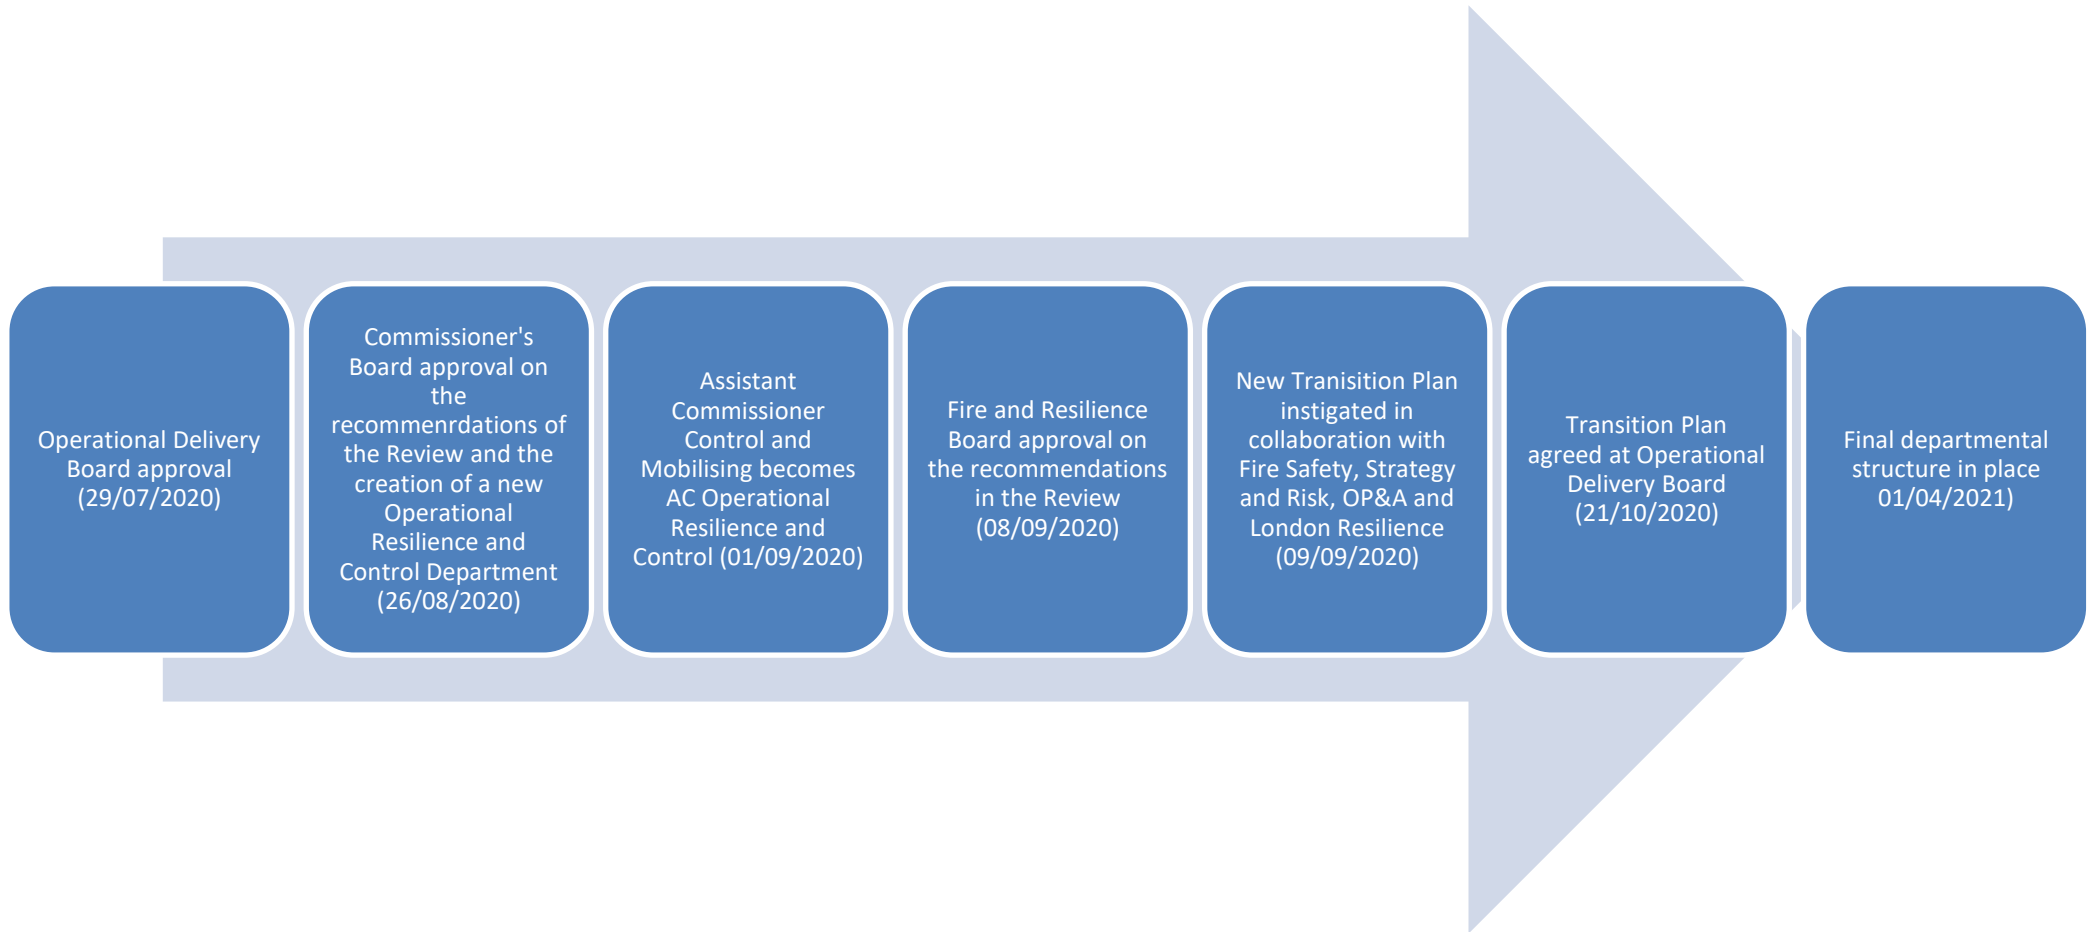 Operational Delivery
Board approval
(29/07/2020)
Commissioner's
Board approval on
the
recommenrdations of
the Review and the
creation of a new
Operational
Resilience and
Control Department
(26/08/2020)
Assistant
Commissioner
Control and
Mobilising becomes
AC Operational
Resilience and
Control (01/09/2020)
Fire and Resilience
Board approval on
the recommendations
in the Review
(08/09/2020)
New Tranisition Plan
instigated in
collaboration with
Fire Safety, Strategy
and Risk, OP&A and
London Resilience
(09/09/2020)
Transition Plan
agreed at Operational
Delivery Board
(21/10/2020)
Final departmental
structure in place
01/04/2021)